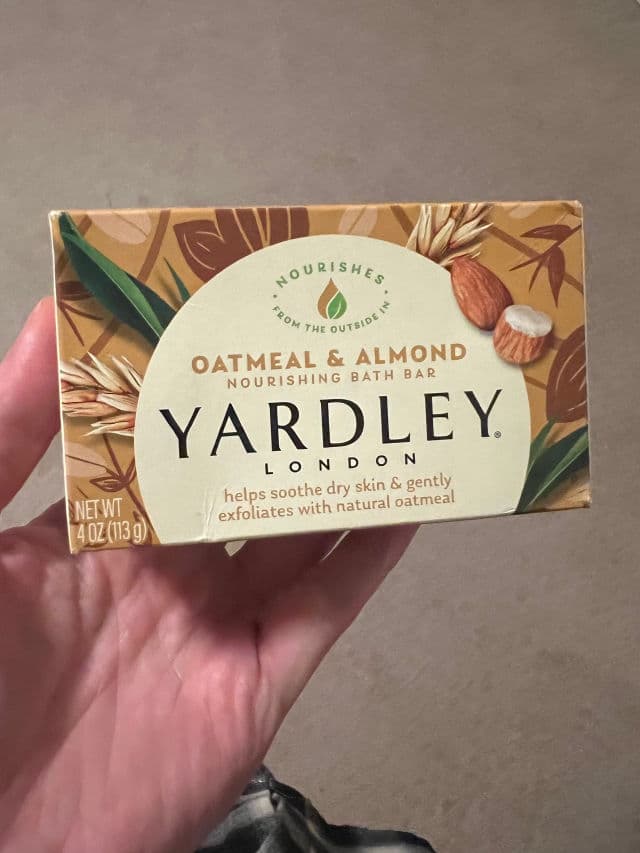 NOURISHES
FROM THE OUTSIDE IN
OATMEAL & ALMOND
NOURISHING BATH BAR
YARDLEY®
LONDON
helps soothe dry skin & gently
exfoliates with natural oatmeal
NET WT
4 OZ (113 g)